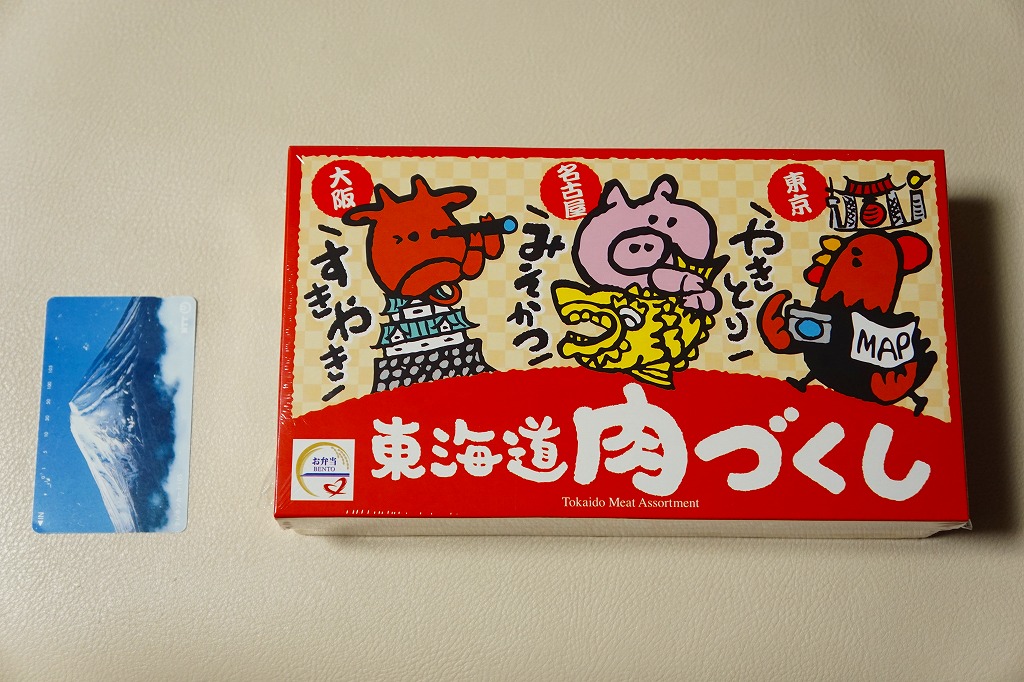 大阪
すきやき
名古屋
みそかつ
東京
やきとり
MAP
東海道肉づくし
Tokaido Meat Assortment
お弁当
BENTO